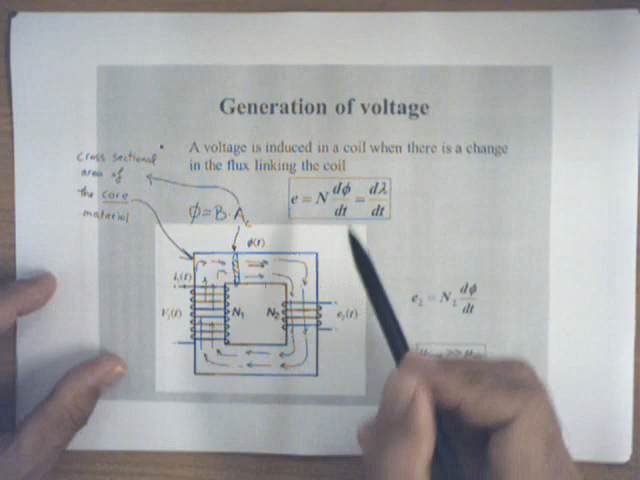 Generation of voltage
A voltage is induced in a coil when there is a change
in the flux linking the coil
cross sectional
area of
the core
material
e = N dϕ/dt = dλ/dt
ϕ = B·Ac
ϕ(t)
i₁(t)
V₁(t)
N₁
N₂
e₂(t)
e₂ = N₂ dϕ/dt